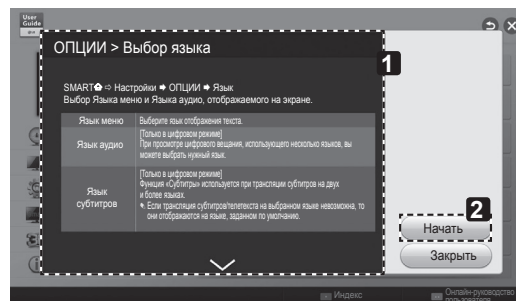 User
Guide
ОПЦИИ > Выбор языка
1
SMART ⇨ Настройки ➡ ОПЦИИ ➡ Язык
Выбор Языка меню и Языка аудио, отображаемого на экране.
Язык меню Выберите язык отображения текста.
[Только в цифровом режиме]
Язык аудио При просмотре цифрового вещания, использующего несколько языков, вы
можете выбрать нужный язык.
[Только в цифровом режиме]
Язык Функция «Субтитры» используется при трансляции субтитров на двух
субтитров и более языках.
Если трансляция субтитров/телетекста на выбранном языке невозможна, то
они отображаются на языке, заданном по умолчанию.
2
Начать
Закрыть
Индекс
Онлайн-руководство
пользователя